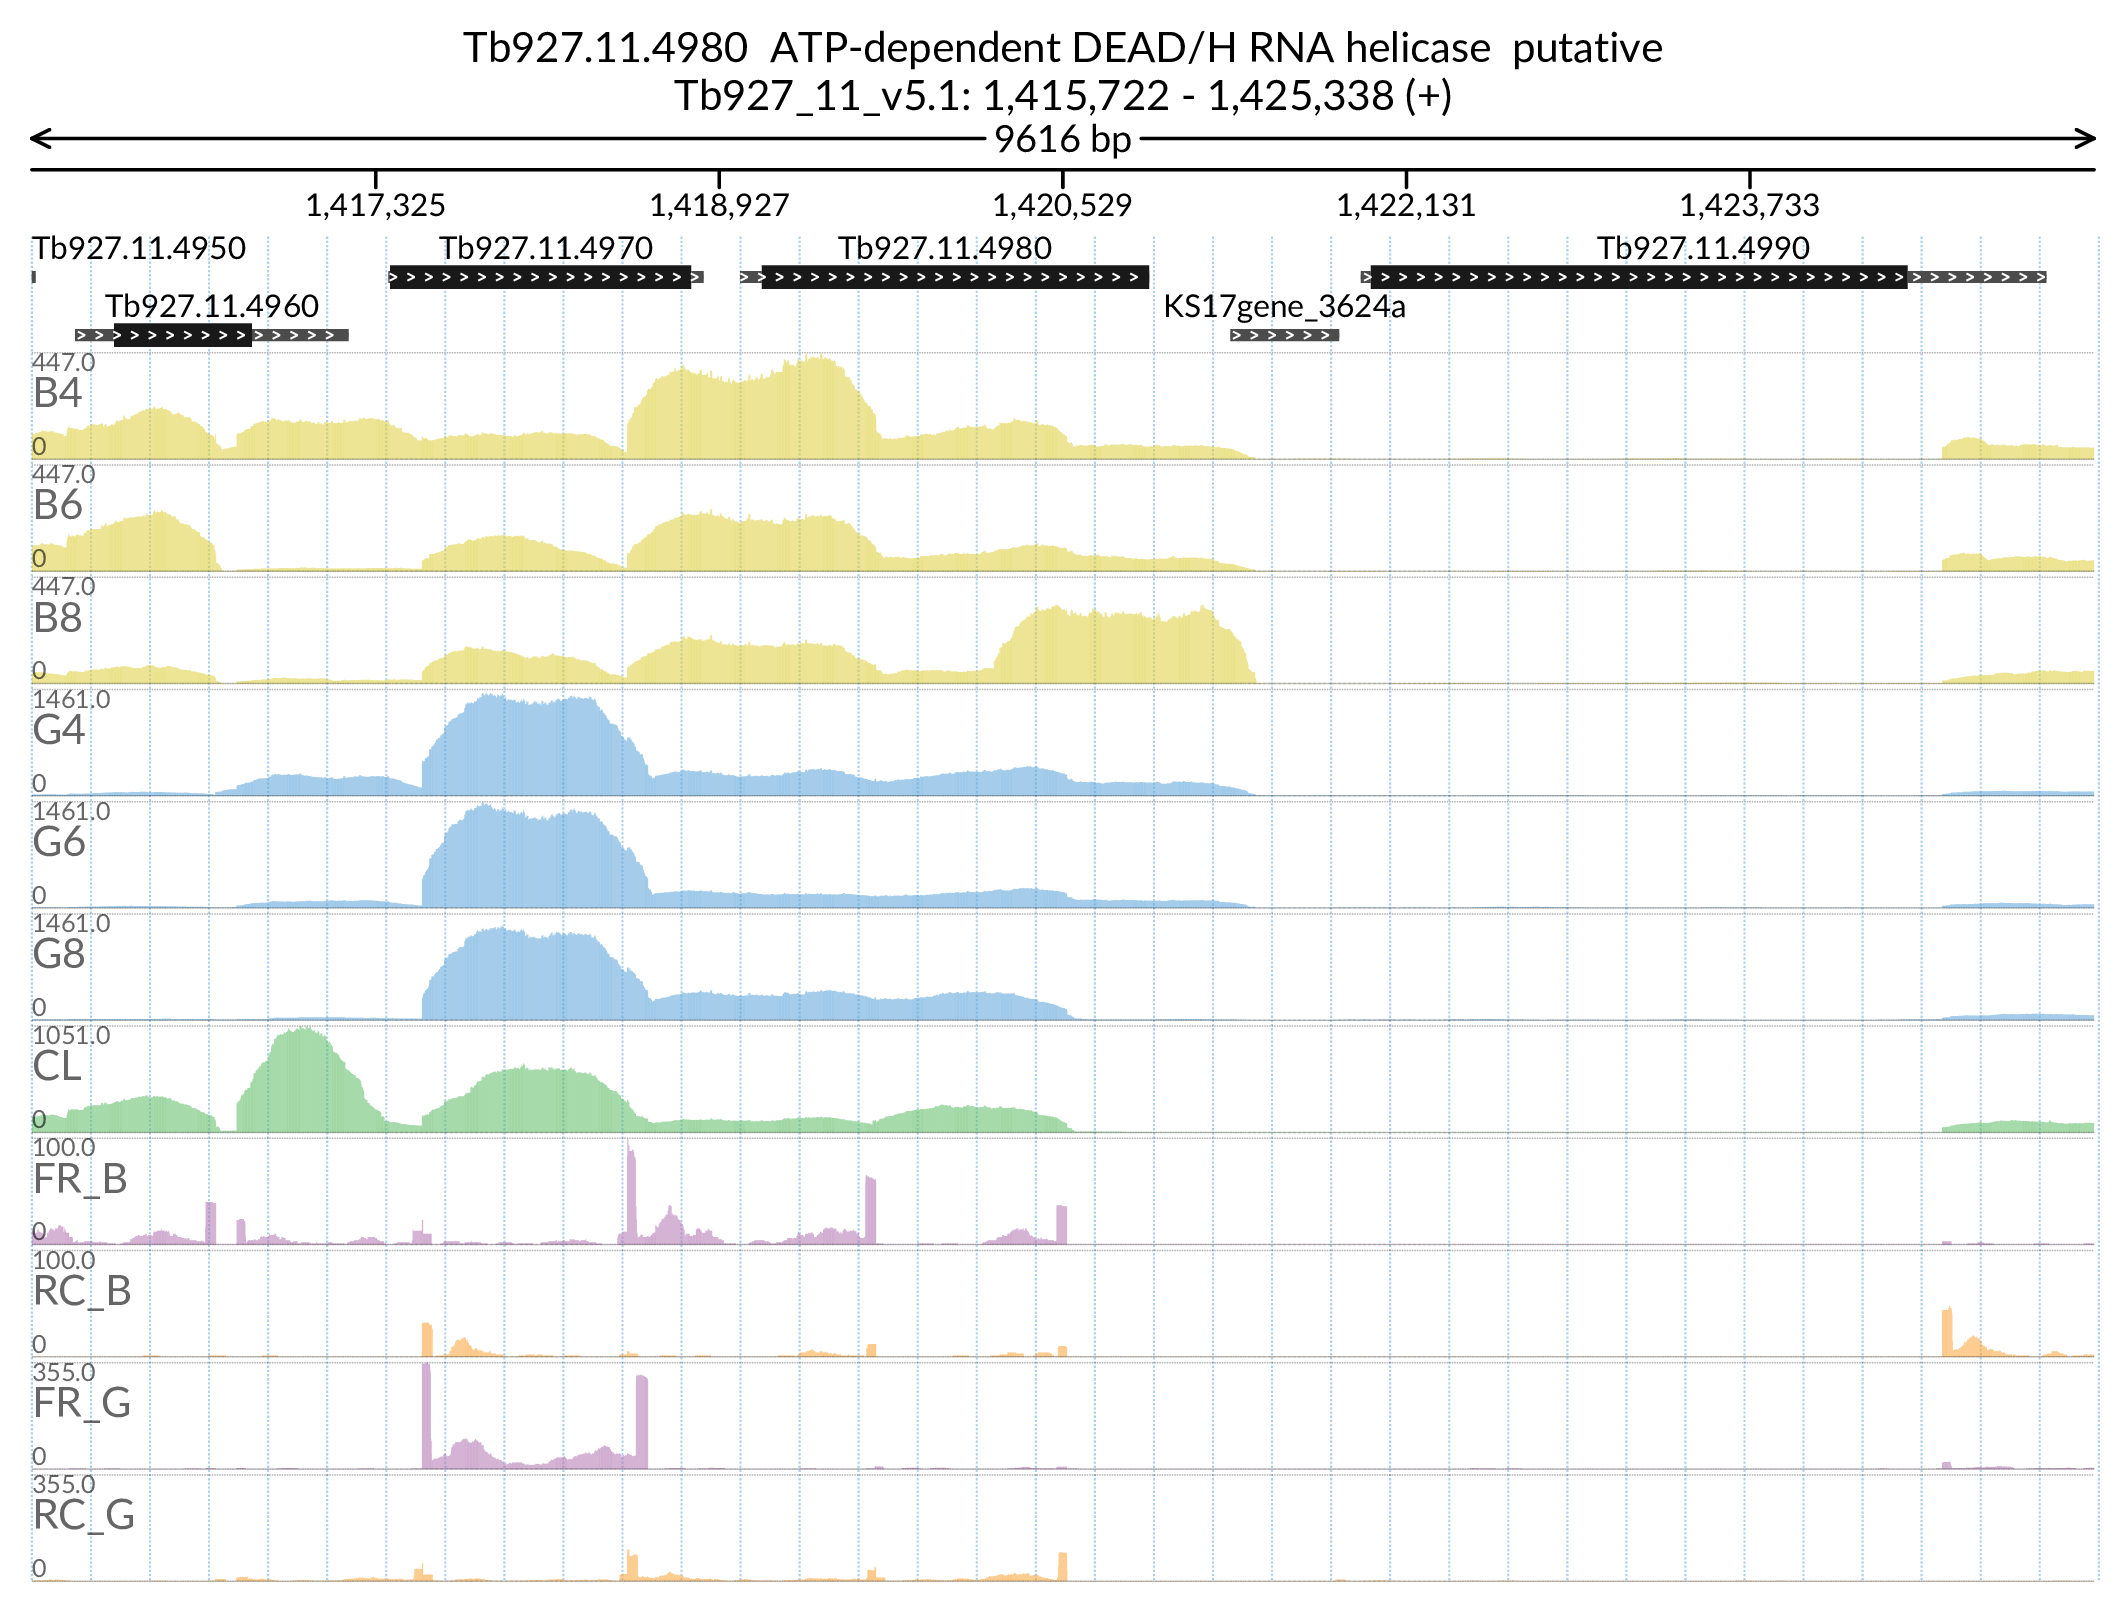 Tb927.11.4980  ATP-dependent DEAD/H RNA helicase  putative
Tb927_11_v5.1: 1,415,722 - 1,425,338 (+)
9616 bp
1,417,325 1,418,927 1,420,529 1,422,131 1,423,733
Tb927.11.4950 Tb927.11.4970 Tb927.11.4980 Tb927.11.4990
Tb927.11.4960 KS17gene_3624a
447.0
B4
0
447.0
B6
0
447.0
B8
0
1461.0
G4
0
1461.0
G6
0
1461.0
G8
0
1051.0
CL
0
100.0
FR_B
0
100.0
RC_B
0
355.0
FR_G
0
355.0
RC_G
0